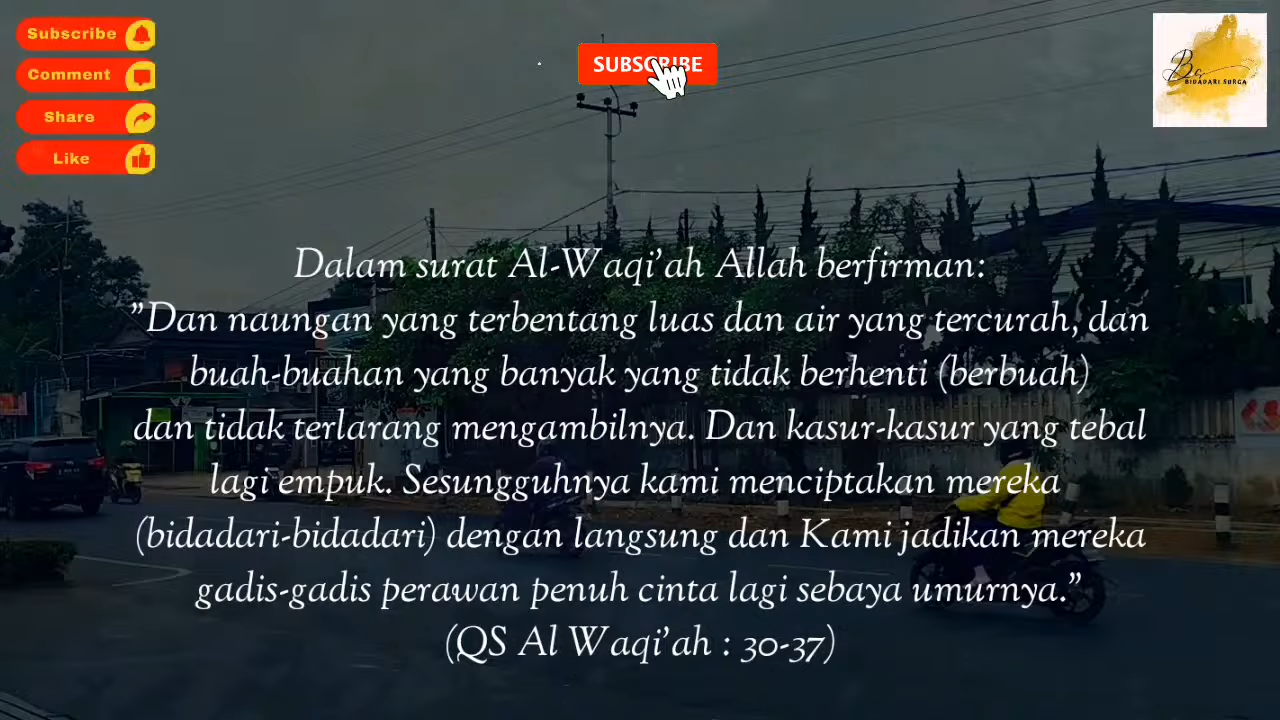 Subscribe
Comment
Share
Like
SUBSCRIBE
Bs
BIDADARI SURGA
Dalam surat Al-Waqi'ah Allah berfirman:
"Dan naungan yang terbentang luas dan air yang tercurah, dan
buah-buahan yang banyak yang tidak berhenti (berbuah)
dan tidak terlarang mengambilnya. Dan kasur-kasur yang tebal
lagi empuk. Sesungguhnya kami menciptakan mereka
(bidadari-bidadari) dengan langsung dan Kami jadikan mereka
gadis-gadis perawan penuh cinta lagi sebaya umurnya."
(QS Al Waqi'ah : 30-37)